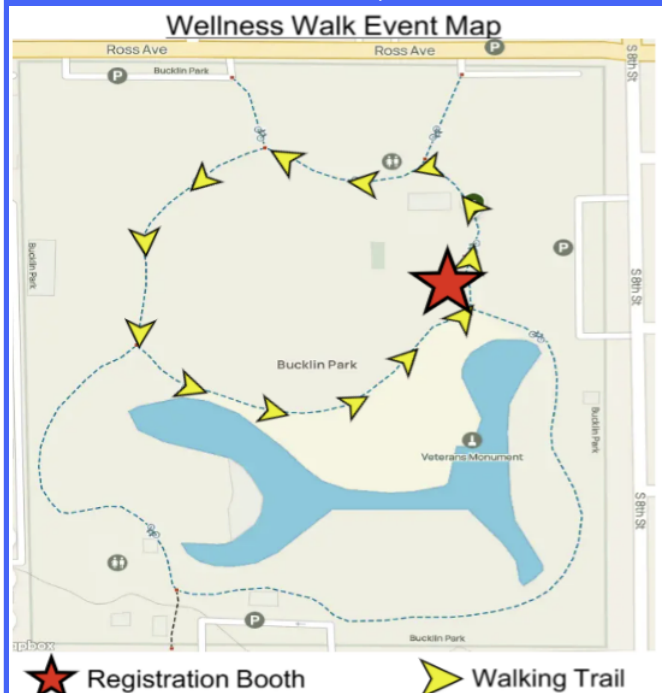 Wellness Walk Event Map
Ross Ave
Ross Ave
P
Bucklin Park
P
S 8th St
Bucklin Park
P
S 8th St
Bucklin Park
Bucklin Park
Veterans Monument
S 8th St
P
Bucklin Park
Registration Booth
Walking Trail